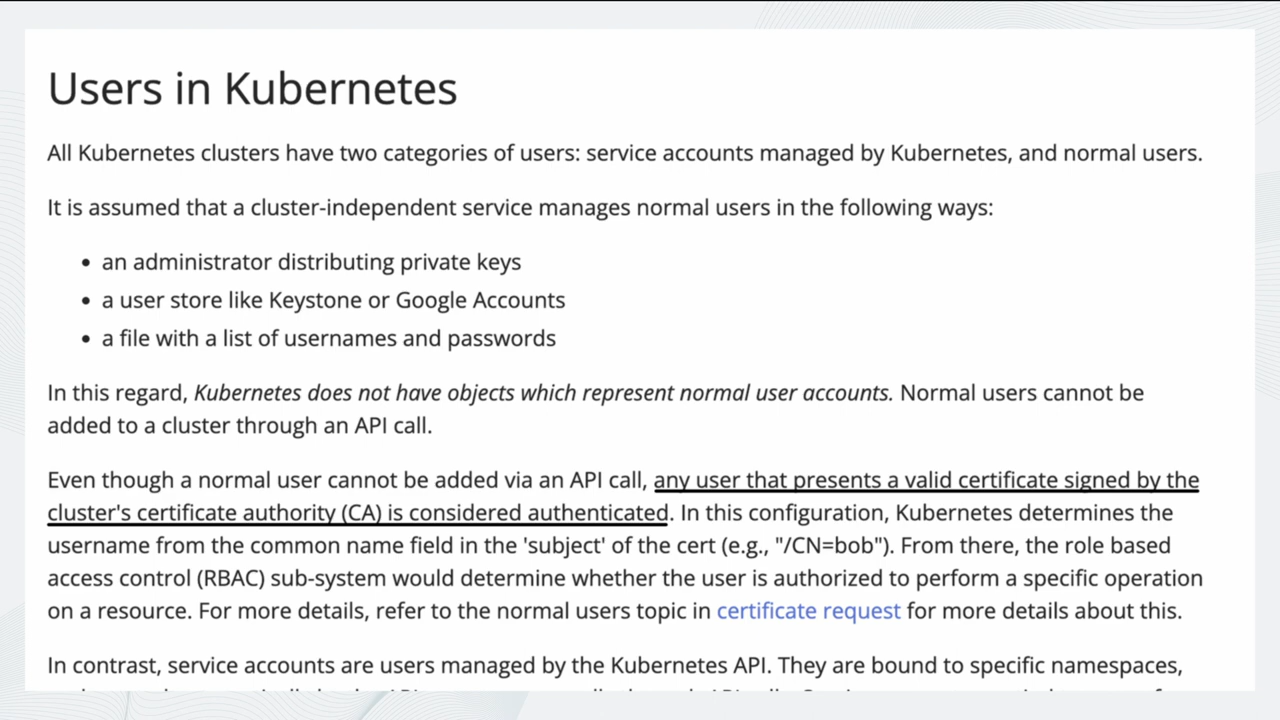 Users in Kubernetes
All Kubernetes clusters have two categories of users: service accounts managed by Kubernetes, and normal users.
It is assumed that a cluster-independent service manages normal users in the following ways:
• an administrator distributing private keys
• a user store like Keystone or Google Accounts
• a file with a list of usernames and passwords
In this regard, Kubernetes does not have objects which represent normal user accounts. Normal users cannot be
added to a cluster through an API call.
Even though a normal user cannot be added via an API call, any user that presents a valid certificate signed by the
cluster's certificate authority (CA) is considered authenticated. In this configuration, Kubernetes determines the
username from the common name field in the 'subject' of the cert (e.g., "/CN=bob"). From there, the role based
access control (RBAC) sub-system would determine whether the user is authorized to perform a specific operation
on a resource. For more details, refer to the normal users topic in certificate request for more details about this.
In contrast, service accounts are users managed by the Kubernetes API. They are bound to specific namespaces,